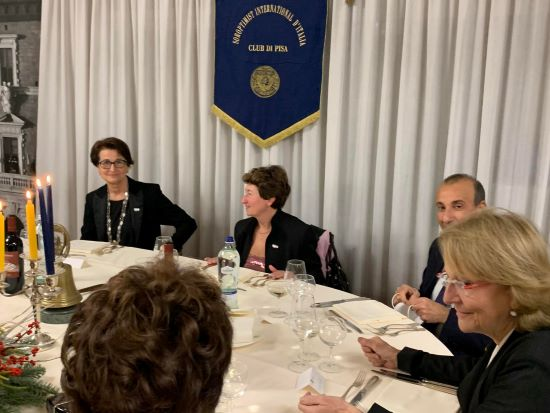 SOROPTIMIST INTERNATIONAL D'ITALIA
CLUB DI PISA